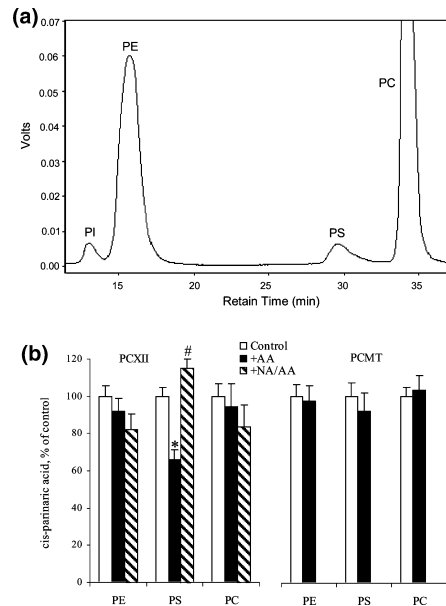 (a)
PE
PC
PI
PS
Volts
0.07
0.06
0.05
0.04
0.03
0.02
0.01
0.00
15
20
25
30
35
Retain Time (min)
(b)
PCXII
Control
+AA
+NA/AA
PCMT
#
*
cis-parinaric acid, % of control
120
100
80
60
40
20
0
PE PS PC PE PS PC